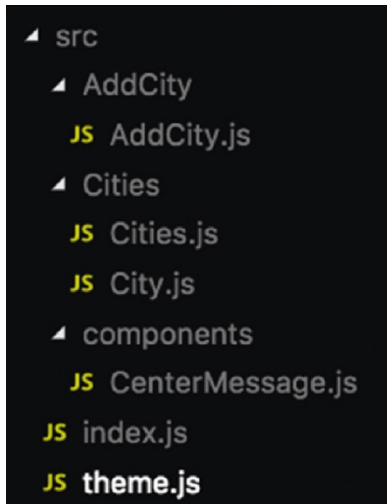 src
AddCity
JS AddCity.js
Cities
JS Cities.js
JS City.js
components
JS CenterMessage.js
JS index.js
JS theme.js